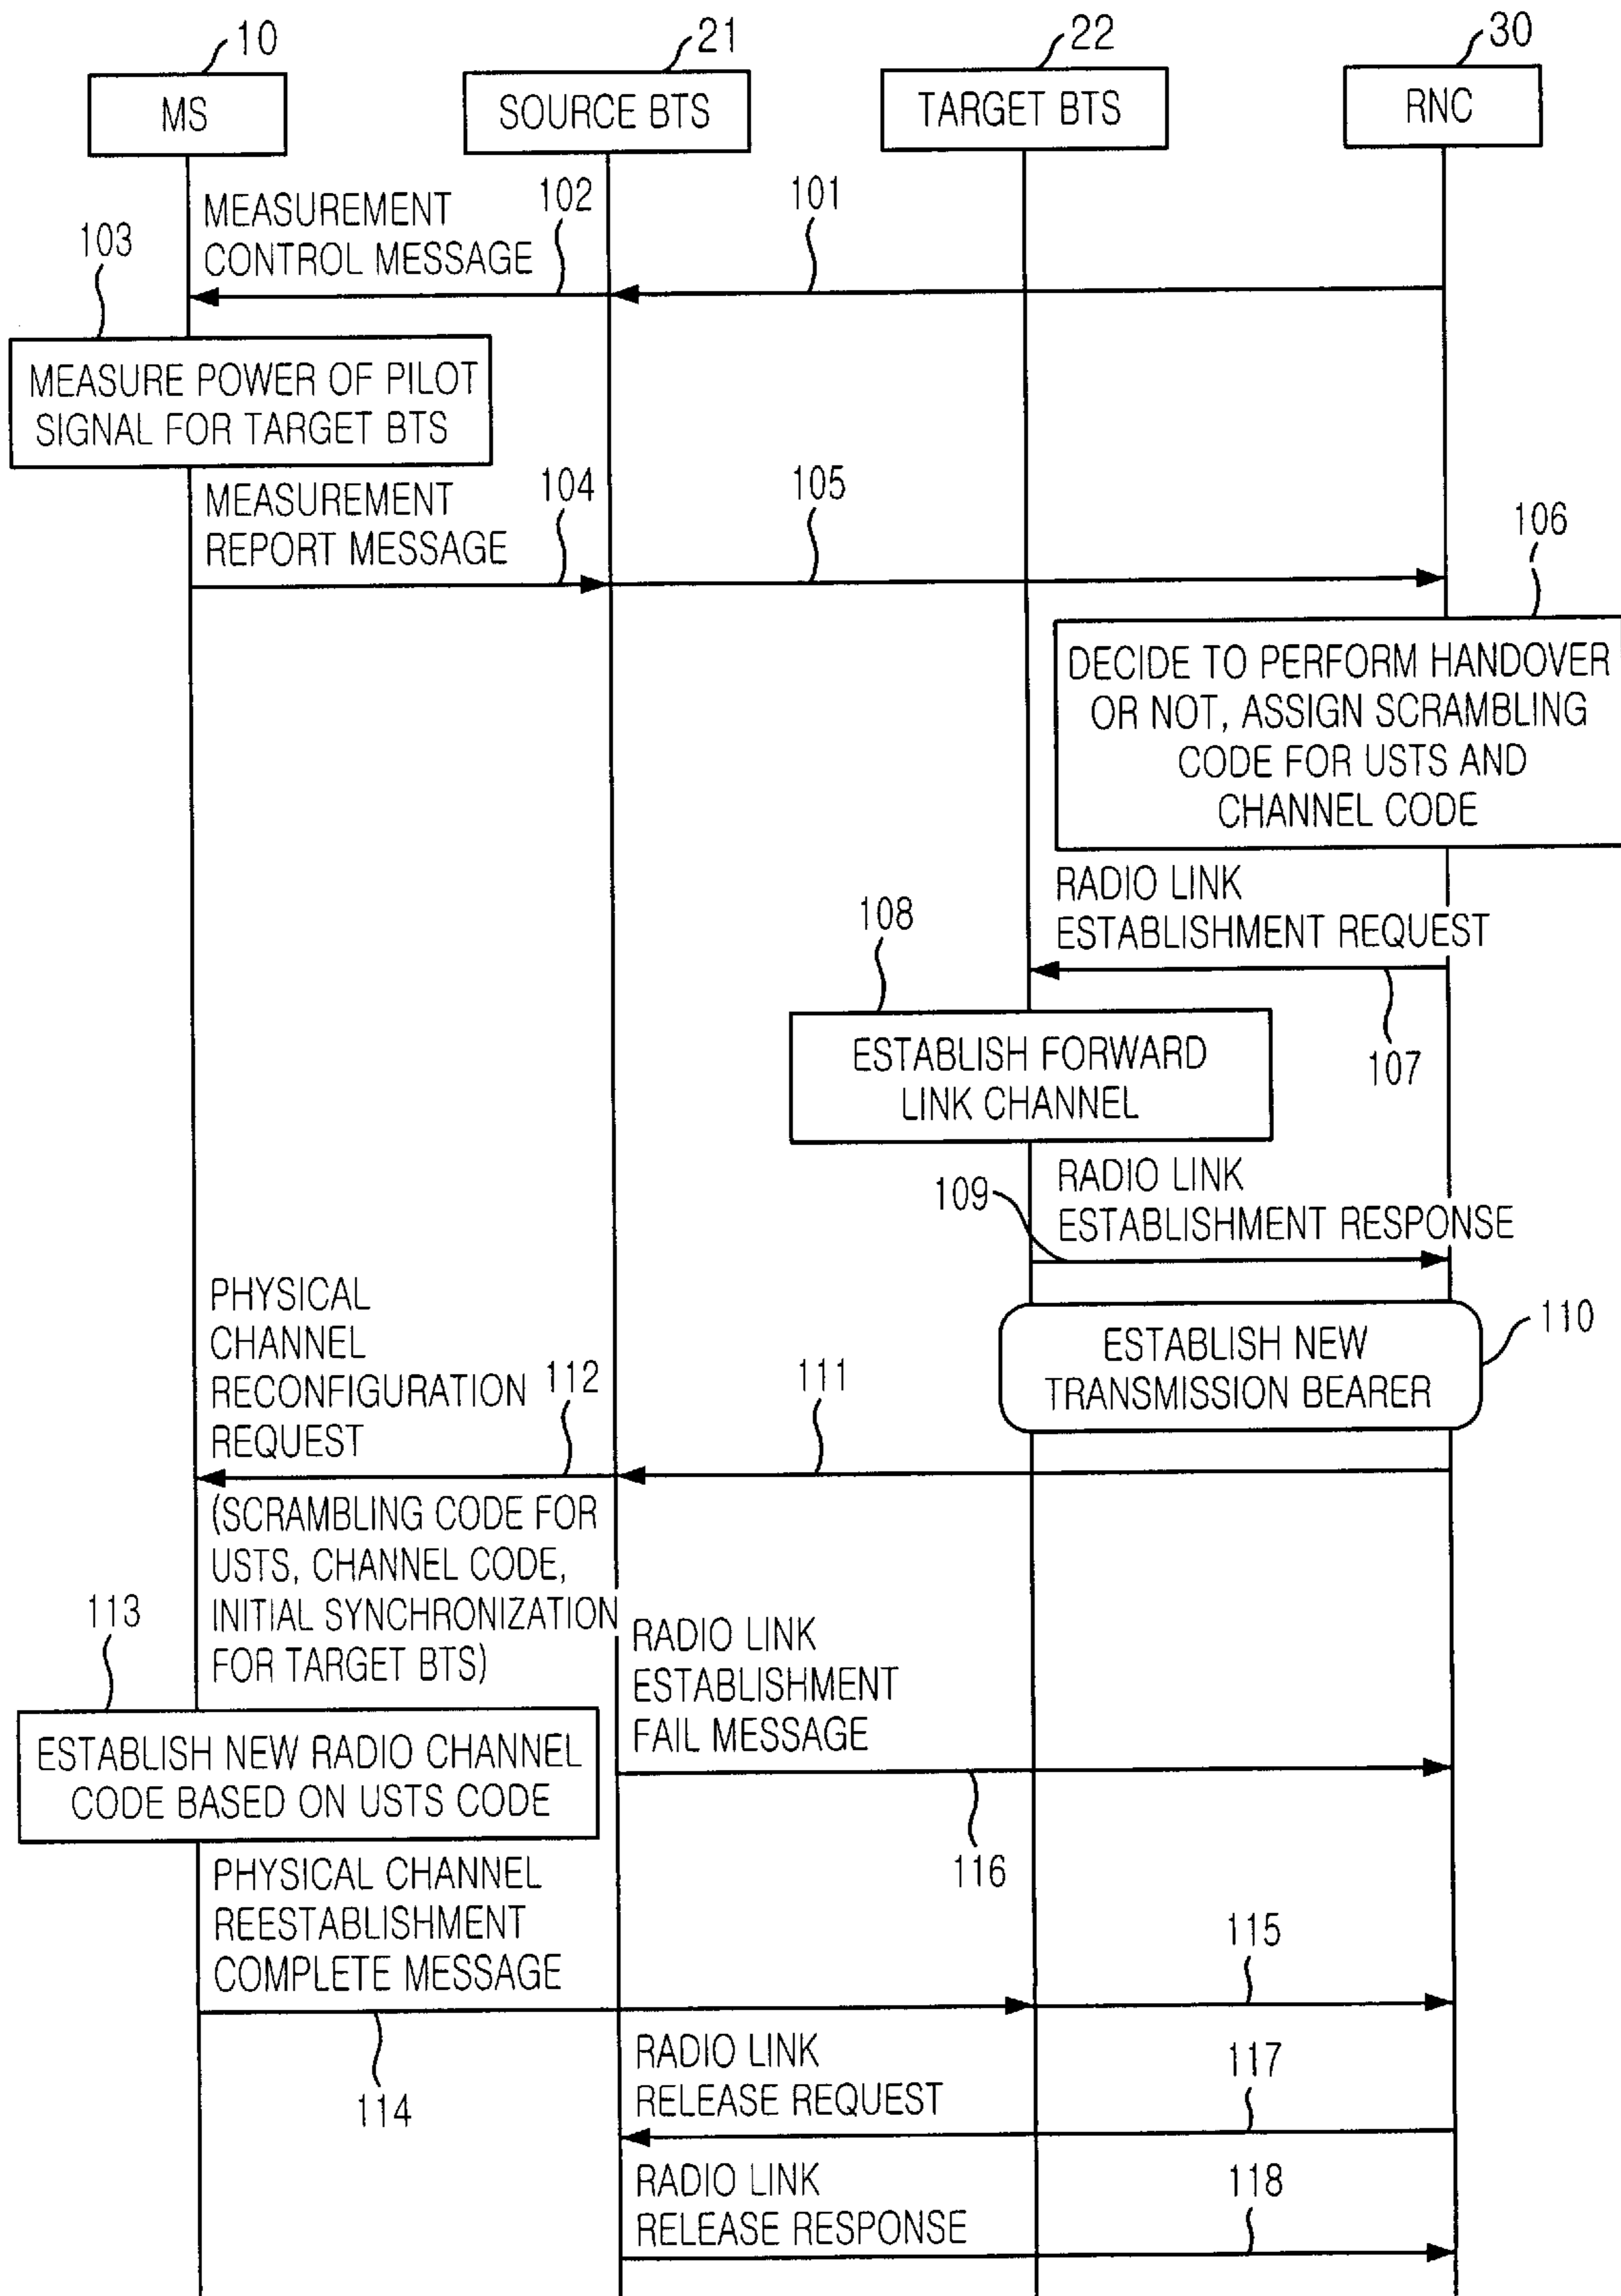 10
21
22
30
MS
SOURCE BTS
TARGET BTS
RNC
MEASUREMENT
CONTROL MESSAGE
102
101
103
MEASURE POWER OF PILOT
SIGNAL FOR TARGET BTS
MEASUREMENT
REPORT MESSAGE
104
105
106
DECIDE TO PERFORM HANDOVER
OR NOT, ASSIGN SCRAMBLING
CODE FOR USTS AND
CHANNEL CODE
RADIO LINK
ESTABLISHMENT REQUEST
107
108
ESTABLISH FORWARD
LINK CHANNEL
RADIO LINK
ESTABLISHMENT RESPONSE
109
ESTABLISH NEW
TRANSMISSION BEARER
110
PHYSICAL
CHANNEL
RECONFIGURATION
REQUEST
112
111
(SCRAMBLING CODE FOR
USTS, CHANNEL CODE,
INITIAL SYNCHRONIZATION
FOR TARGET BTS)
113
RADIO LINK
ESTABLISHMENT
FAIL MESSAGE
116
ESTABLISH NEW RADIO CHANNEL
CODE BASED ON USTS CODE
PHYSICAL CHANNEL
REESTABLISHMENT
COMPLETE MESSAGE
114
115
RADIO LINK
RELEASE REQUEST
117
RADIO LINK
RELEASE RESPONSE
118